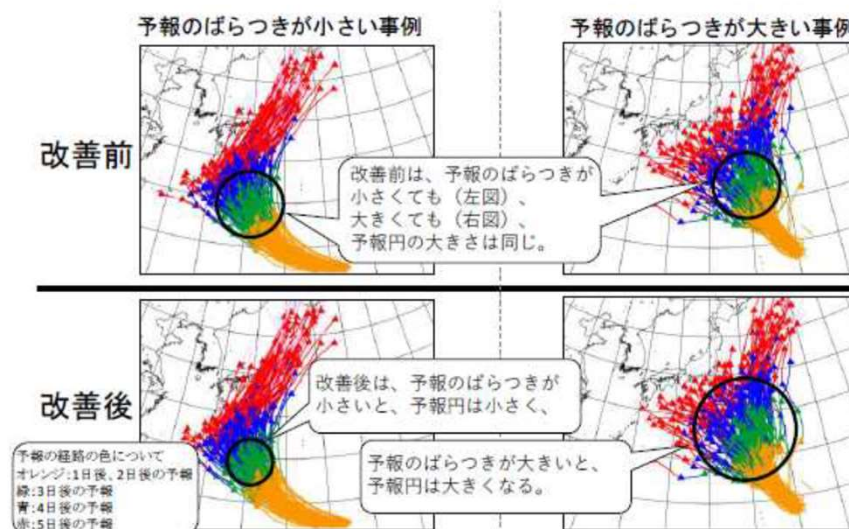 予報のばらつきが小さい事例
予報のばらつきが大きい事例
改善前
改善前は、予報のばらつきが
小さくても（左図）、
大きくても（右図）、
予報円の大きさは同じ。
改善後
改善後は、予報のばらつきが
小さいと、予報円は小さく、
予報のばらつきが大きいと、
予報円は大きくなる。
予報の経路の色について
オレンジ:1日後、2日後の予報
緑:3日後の予報
青:4日後の予報
赤:5日後の予報